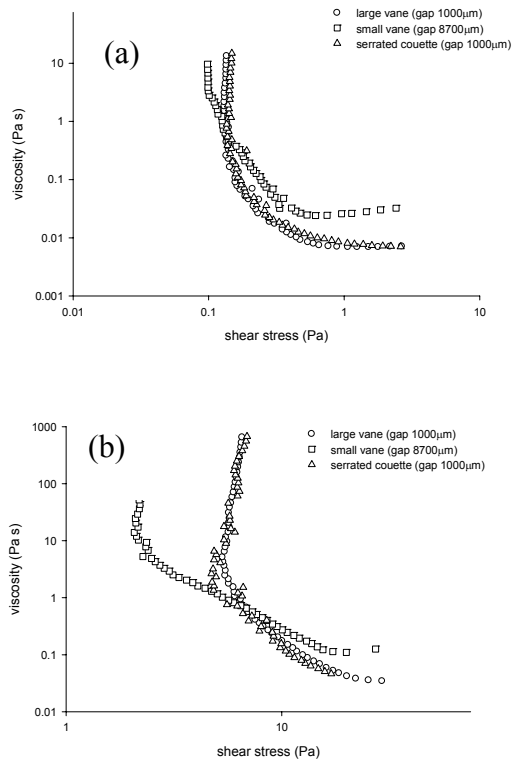 large vane (gap 1000µm)
small vane (gap 8700µm)
serrated couette (gap 1000µm)
(a)
100
10
1
0.1
0.01
0.001
viscosity (Pa s)
0.01 0.1 1 10
shear stress (Pa)
(b)
large vane (gap 1000µm)
small vane (gap 8700µm)
serrated couette (gap 1000µm)
1000
100
10
1
0.1
0.01
viscosity (Pa s)
1 10
shear stress (Pa)